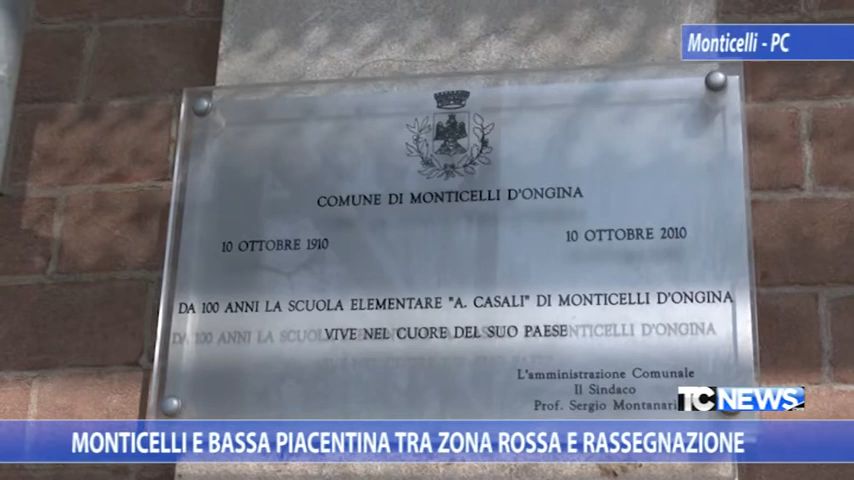 Monticelli - PC
COMUNE DI MONTICELLI D'ONGINA
10 OTTOBRE 1910 10 OTTOBRE 2010
DA 100 ANNI LA SCUOLA ELEMENTARE "A. CASALI" DI MONTICELLI D'ONGINA
VIVE NEL CUORE DEL SUO PAESE
L'amministrazione Comunale
Il Sindaco
Prof. Sergio Montanari
TC NEWS
MONTICELLI E BASSA PIACENTINA TRA ZONA ROSSA E RASSEGNAZIONE